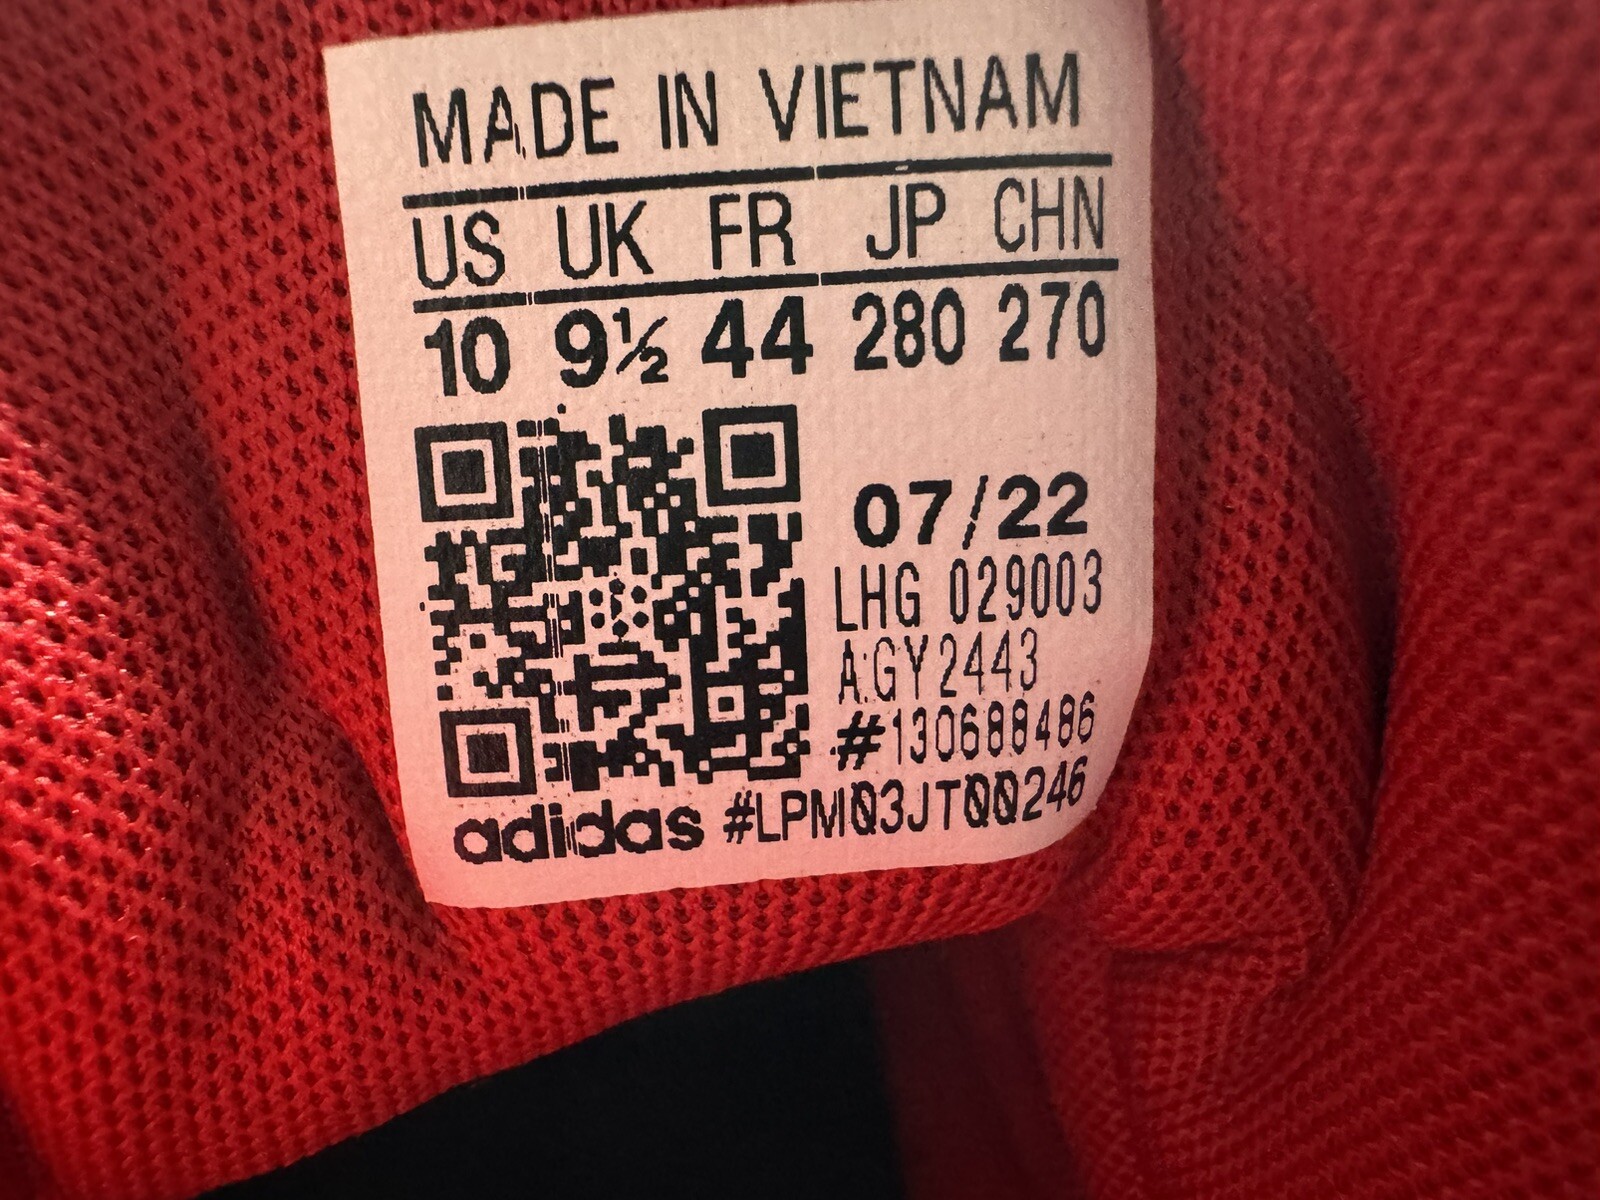 MADE IN VIETNAM
US UK FR JP CHN
10 9½ 44 280 270
07/22
LHG 029003
A:GY2443
#130688486
adidas #LPMQ3JT00246